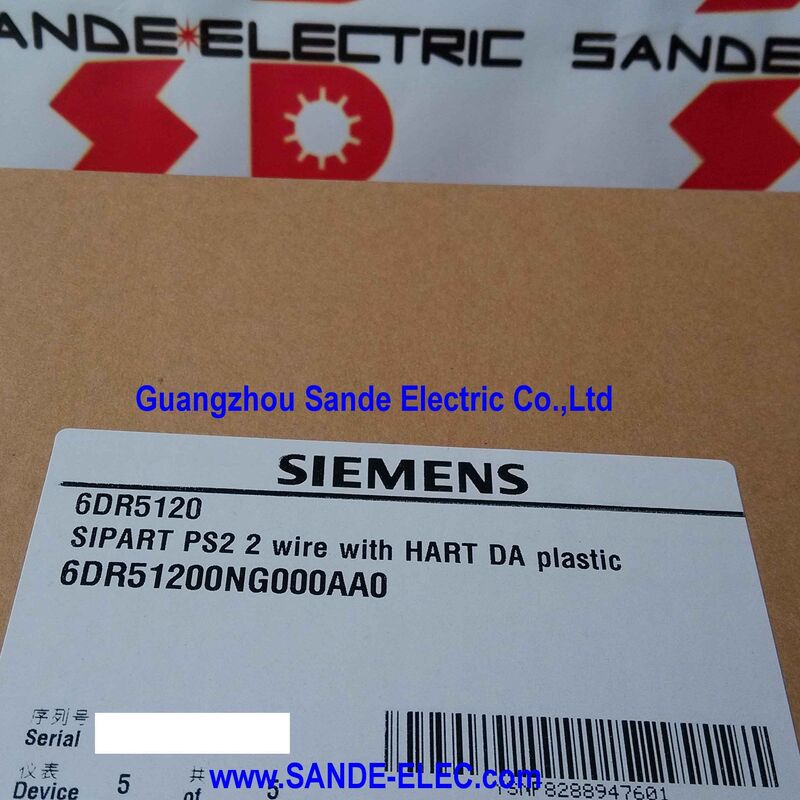 SANDE ELECTRIC SANDE
SD
Guangzhou Sande Electric Co.,Ltd
SIEMENS
6DR5120
SIPART PS2 2 wire with HART DA plastic
6DR51200NG000AA0
序列号
Serial
仪表 共
Device 5 of 5
www.SANDE-ELEC.com